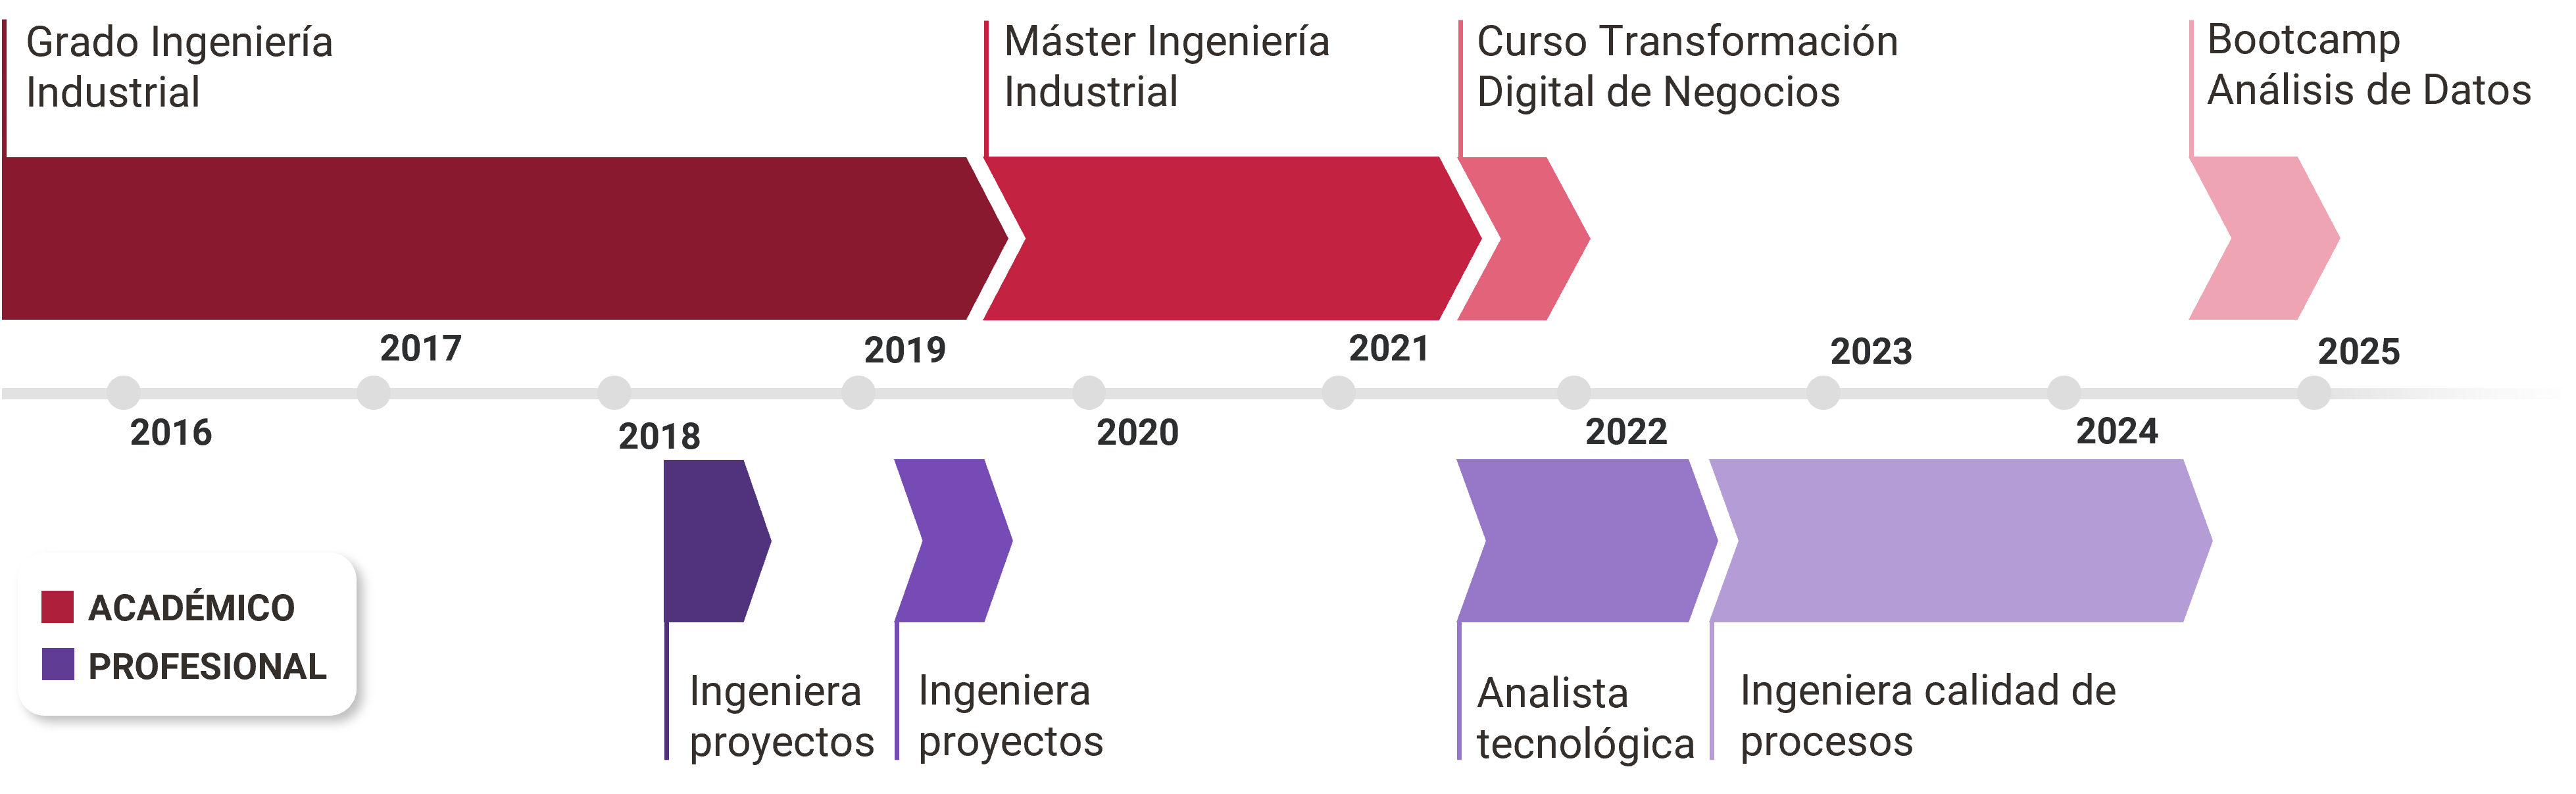 Grado Ingeniería
Industrial
Máster Ingeniería
Industrial
Curso Transformación
Digital de Negocios
Bootcamp
Análisis de Datos
2017
2019
2021
2023
2025
2016
2018
2020
2022
2024
ACADÉMICO
PROFESIONAL
Ingeniera
proyectos
Ingeniera
proyectos
Analista
tecnológica
Ingeniera calidad de
procesos